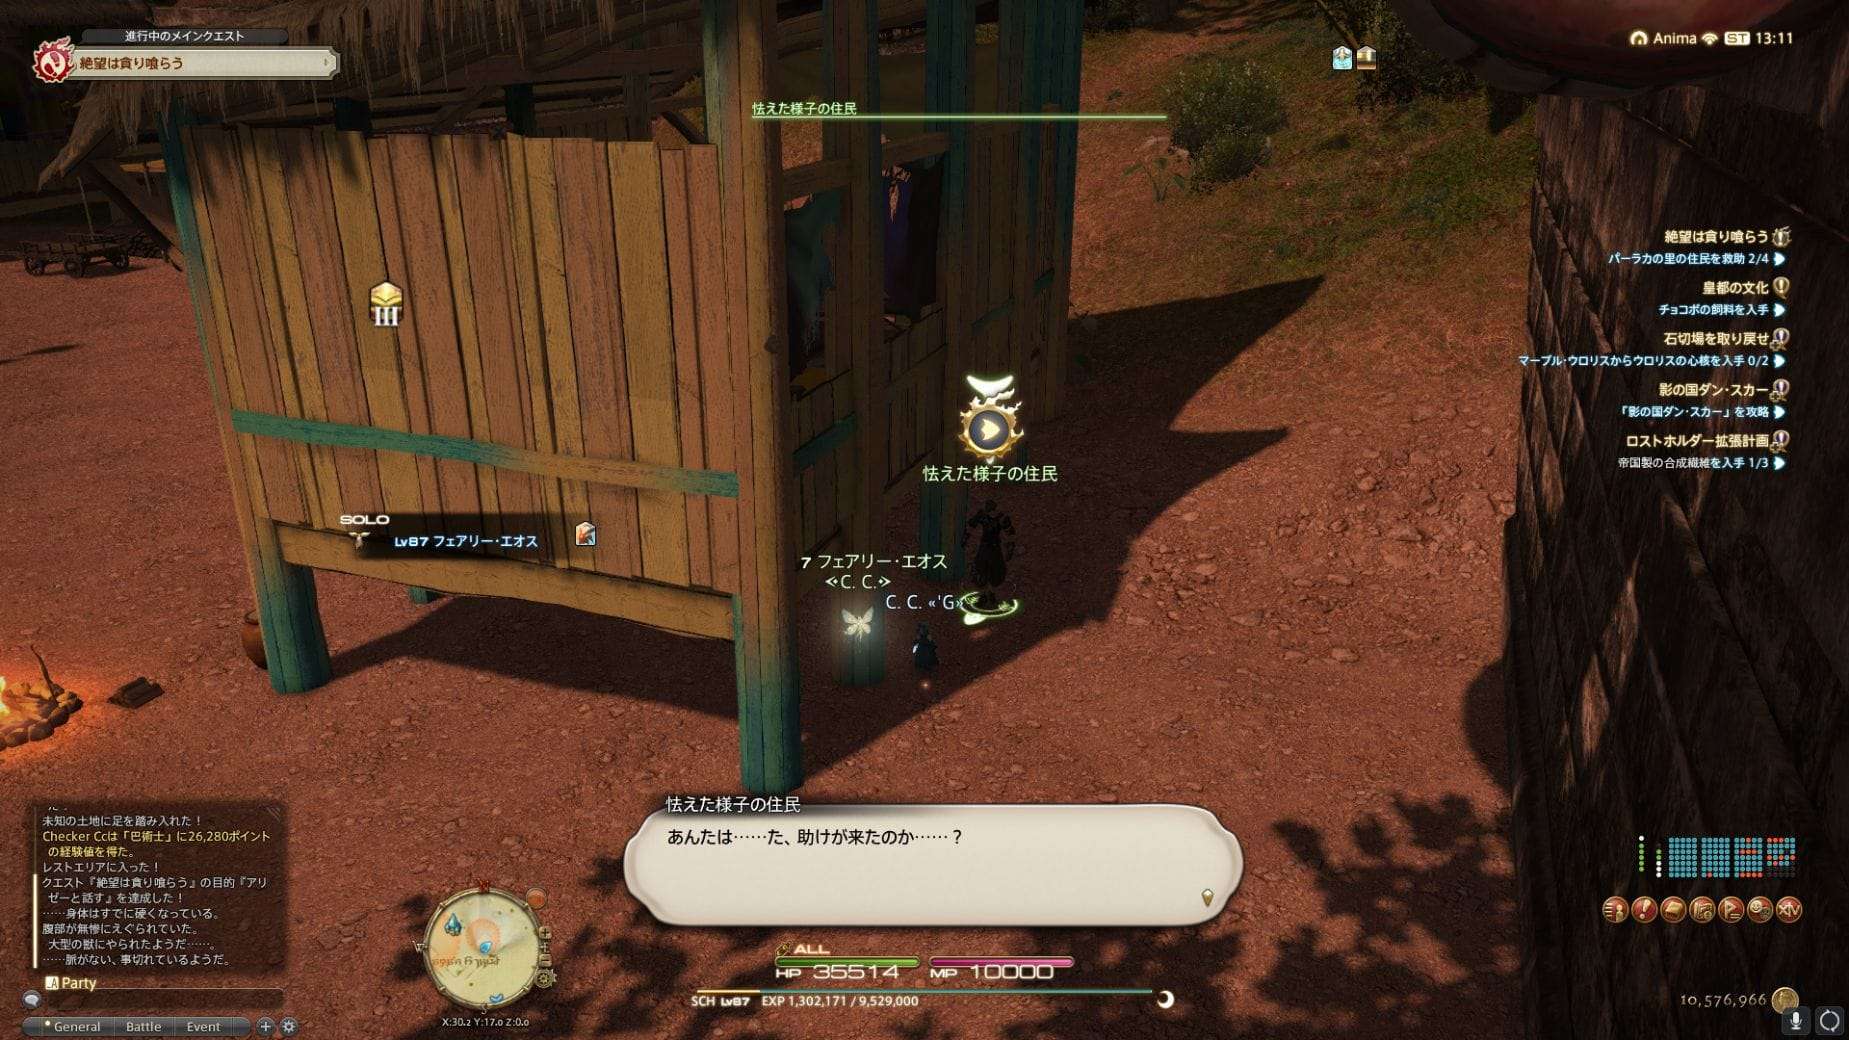 進行中のメインクエスト
絶望は貪り喰らう
Anima ST 13:11
怯えた様子の住民
絶望は貪り喰らう
パーラカの里の住民を救助 2/4
皇都の文化
チョコボの飼料を入手
石切場を取り戻せ
マーブル・ウロリスからウロリスの心核を入手 0/2
影の国ダン・スカー
「影の国ダン・スカー」を攻略
ロストホルダー拡張計画
帝国製の合成繊維を入手 1/3
III
怯えた様子の住民
SOLO
Lv87 フェアリー・エオス
7 フェアリー・エオス
«C. C.»
C. C. «'G»
怯えた様子の住民
あんたは……た、助けが来たのか……？
未知の土地に足を踏み入れた！
Checker Ccは「巴術士」に26,280ポイント
の経験値を得た。
レストエリアに入った！
クエスト『絶望は貪り喰らう』の目的『アリ
ゼーと話す』を達成した！
……身体はすでに硬くなっている。
腹部が無惨にえぐられていた。
大型の獣にやられたようだ……。
……脈がない、事切れているようだ。
Party
General Battle Event
X:30.2 Y:17.0 Z:0.0
ALL
HP 35514 MP 10000
SCH Lv87 EXP 1,302,171 / 9,529,000
XIV
10,576,966